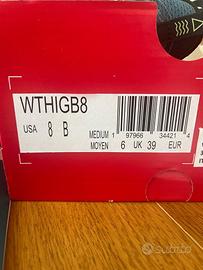 WTHIGB8
USA 8 B
MEDIUM
MOYEN
1 97966 34421 4
6 UK 39 EUR
subito